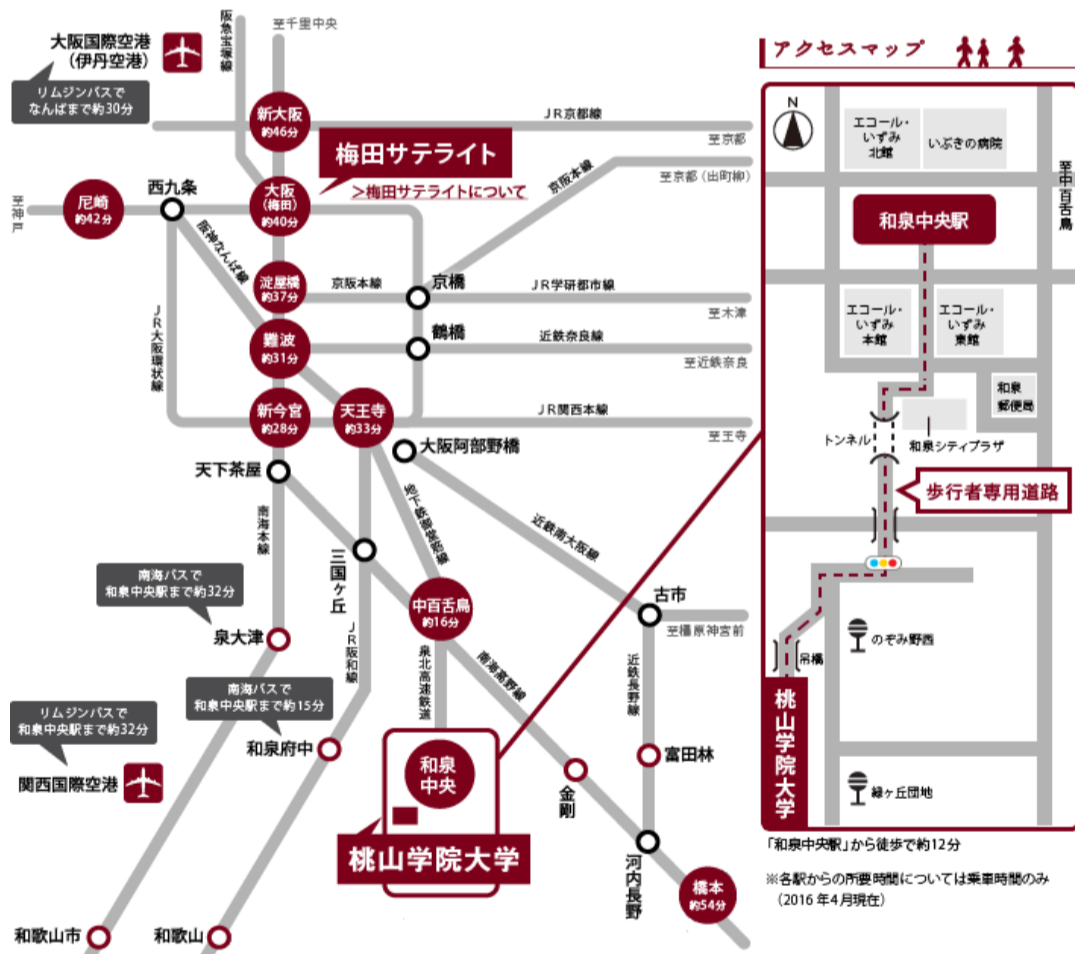 大阪国際空港
(伊丹空港)
リムジンバスで
なんばまで約30分
阪急宝塚線
至千里中央
新大阪
約46分
JR京都線
至京都
梅田サテライト
>梅田サテライトについて
大阪
(梅田)
約40分
京阪本線
至京都(出町柳)
西九条
尼崎
約42分
至神戸
阪神なんば線
淀屋橋
約37分
京阪本線
京橋
JR学研都市線
至木津
鶴橋
近鉄奈良線
至近鉄奈良
難波
約31分
JR大阪環状線
新今宮
約28分
天王寺
約33分
JR関西本線
至王寺
大阪阿部野橋
天下茶屋
地下鉄御堂筋線
近鉄南大阪線
南海本線
三国ヶ丘
南海バスで
和泉中央駅まで約32分
泉大津
中百舌鳥
約16分
古市
至橿原神宮前
JR阪和線
泉北高速鉄道
南海高野線
近鉄長野線
南海バスで
和泉中央駅まで約15分
和泉府中
リムジンバスで
和泉中央駅まで約32分
関西国際空港
和泉
中央
桃山学院大学
金剛
富田林
河内長野
橋本
約54分
和歌山市
和歌山
アクセスマップ
N
エコール・
いずみ
北館
いぶきの病院
至中百舌鳥
和泉中央駅
エコール・
いずみ
本館
エコール・
いずみ
東館
和泉
郵便局
トンネル
和泉シティプラザ
歩行者専用道路
のぞみ野西
吊橋
桃山学院大学
緑ヶ丘団地
「和泉中央駅」から徒歩で約12分
※各駅からの所要時間については乗車時間のみ
(2016年4月現在)